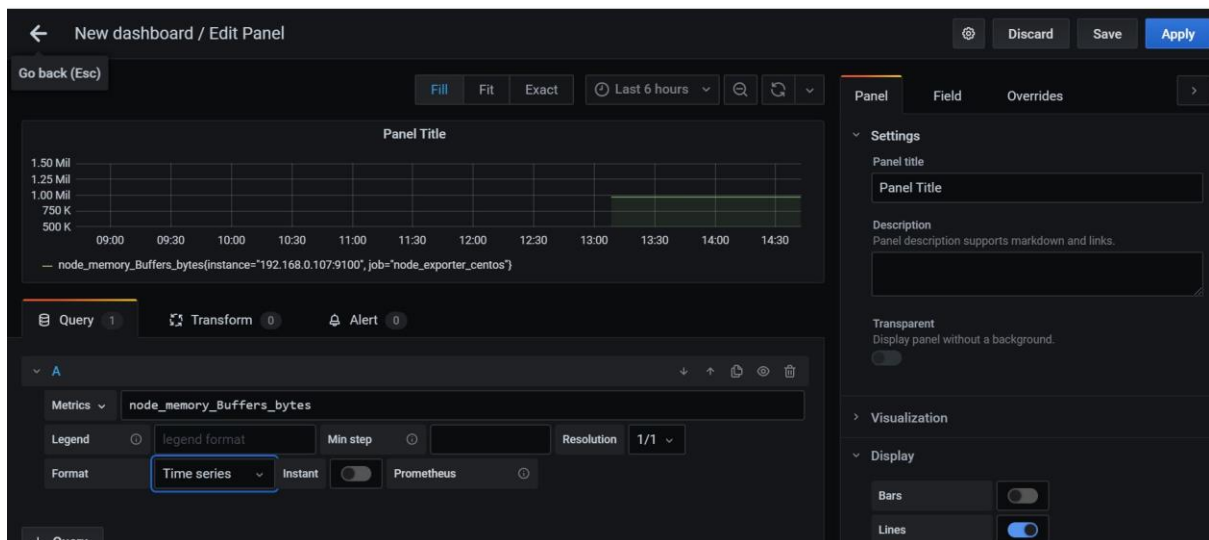 New dashboard / Edit Panel
Discard
Save
Apply
Go back (Esc)
Fill
Fit
Exact
Last 6 hours
Panel
Field
Overrides
Panel Title
1.50 Mil
1.25 Mil
1.00 Mil
750 K
500 K
09:00 09:30 10:00 10:30 11:00 11:30 12:00 12:30 13:00 13:30 14:00 14:30
node_memory_Buffers_bytes{instance="192.168.0.107:9100", job="node_exporter_centos"}
Query 1
Transform 0
Alert 0
A
Metrics
node_memory_Buffers_bytes
Legend
legend format
Min step
Resolution
1/1
Format
Time series
Instant
Prometheus
+ Query
Settings
Panel title
Panel Title
Description
Panel description supports markdown and links.
Transparent
Display panel without a background.
Visualization
Display
Bars
Lines